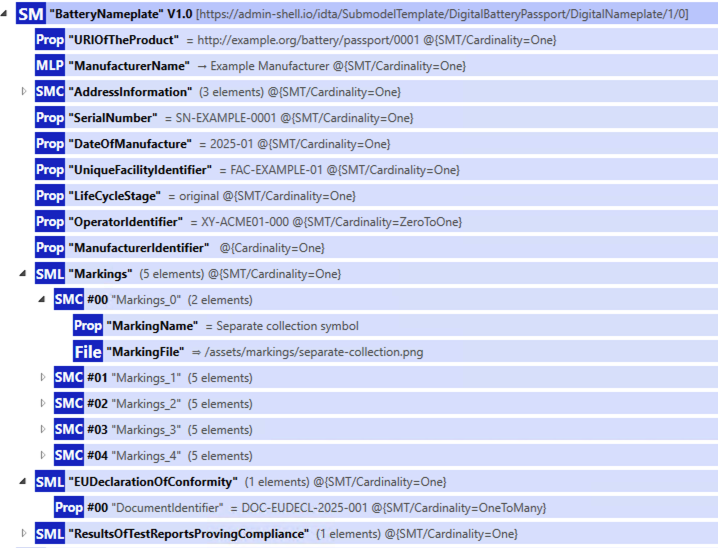 SM "BatteryNameplate" V1.0 [https://admin-shell.io/idta/SubmodelTemplate/DigitalBatteryPassport/DigitalNameplate/1/0]
Prop "URIOfTheProduct" = http://example.org/battery/passport/0001 @{SMT/Cardinality=One}
MLP "ManufacturerName" → Example Manufacturer @{SMT/Cardinality=One}
SMC "AddressInformation" (3 elements) @{SMT/Cardinality=One}
Prop "SerialNumber" = SN-EXAMPLE-0001 @{SMT/Cardinality=One}
Prop "DateOfManufacture" = 2025-01 @{SMT/Cardinality=One}
Prop "UniqueFacilityIdentifier" = FAC-EXAMPLE-01 @{SMT/Cardinality=One}
Prop "LifeCycleStage" = original @{SMT/Cardinality=One}
Prop "OperatorIdentifier" = XY-ACME01-000 @{SMT/Cardinality=ZeroToOne}
Prop "ManufacturerIdentifier" @{Cardinality=One}
SML "Markings" (5 elements) @{SMT/Cardinality=One}
SMC #00 "Markings_0" (2 elements)
Prop "MarkingName" = Separate collection symbol
File "MarkingFile" ⇒ /assets/markings/separate-collection.png
SMC #01 "Markings_1" (5 elements)
SMC #02 "Markings_2" (5 elements)
SMC #03 "Markings_3" (5 elements)
SMC #04 "Markings_4" (5 elements)
SML "EUDeclarationOfConformity" (1 elements) @{SMT/Cardinality=One}
Prop #00 "DocumentIdentifier" = DOC-EUDECL-2025-001 @{SMT/Cardinality=OneToMany}
SML "ResultsOfTestReportsProvingCompliance" (1 elements) @{SMT/Cardinality=One}